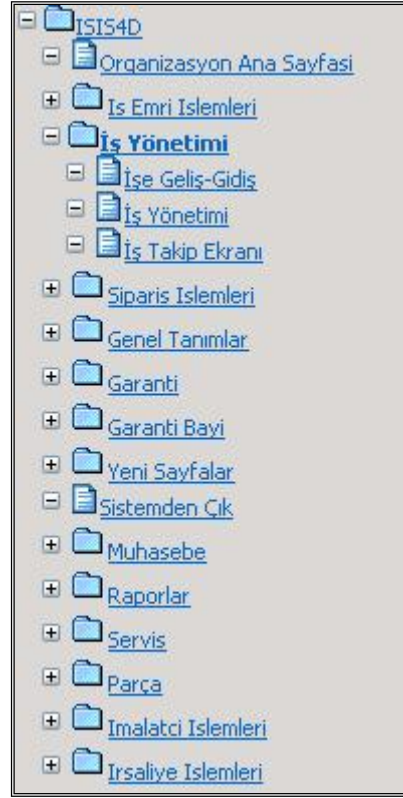 ISIS4D
Organizasyon Ana Sayfasi
Is Emri Islemleri
İş Yönetimi
İşe Geliş-Gidiş
İş Yönetimi
İş Takip Ekranı
Siparis Islemleri
Genel Tanımlar
Garanti
Garanti Bayi
Yeni Sayfalar
Sistemden Çık
Muhasebe
Raporlar
Servis
Parça
Imalatci Islemleri
Irsaliye Islemleri